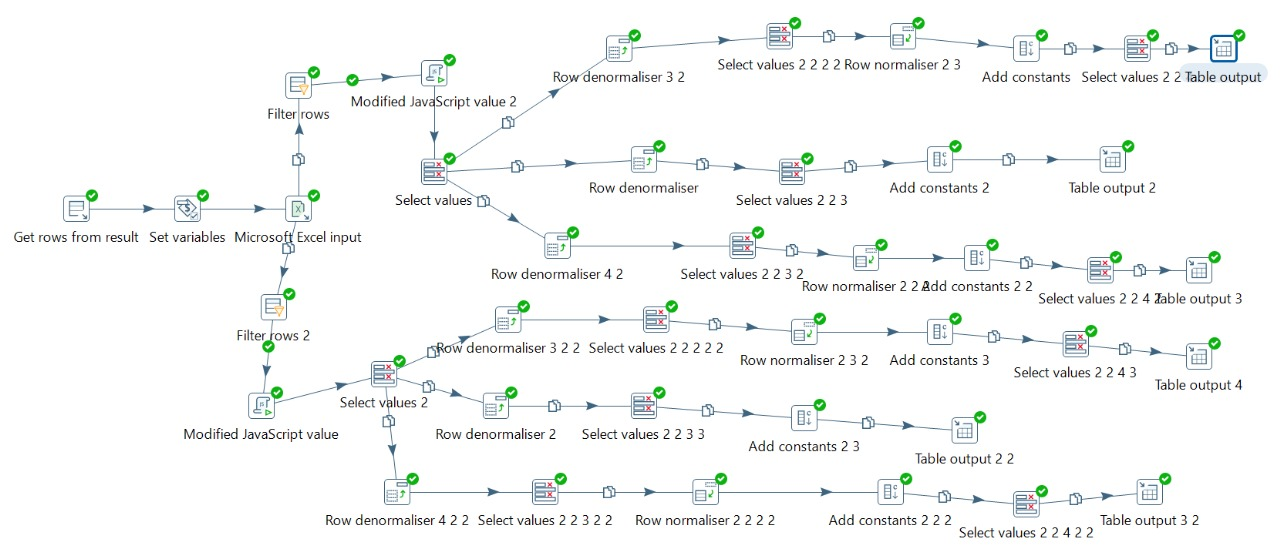 Row denormaliser 3 2
Select values 2 2 2 2
Row normaliser 2 3
Add constants
Select values 2 2
Table output
Filter rows
Modified JavaScript value 2
Select values
Row denormaliser
Select values 2 2 3
Add constants 2
Table output 2
Get rows from result
Set variables
Microsoft Excel input
Row denormaliser 4 2
Select values 2 2 3 2
Row normaliser 2 2 2
Add constants 2 2
Select values 2 2 4 2
Table output 3
Filter rows 2
Row denormaliser 3 2 2
Select values 2 2 2 2 2
Row normaliser 2 3 2
Add constants 3
Select values 2 2 4 3
Table output 4
Select values 2
Modified JavaScript value
Row denormaliser 2
Select values 2 2 3 3
Add constants 2 3
Table output 2 2
Row denormaliser 4 2 2
Select values 2 2 3 2 2
Row normaliser 2 2 2 2
Add constants 2 2 2
Select values 2 2 4 2 2
Table output 3 2